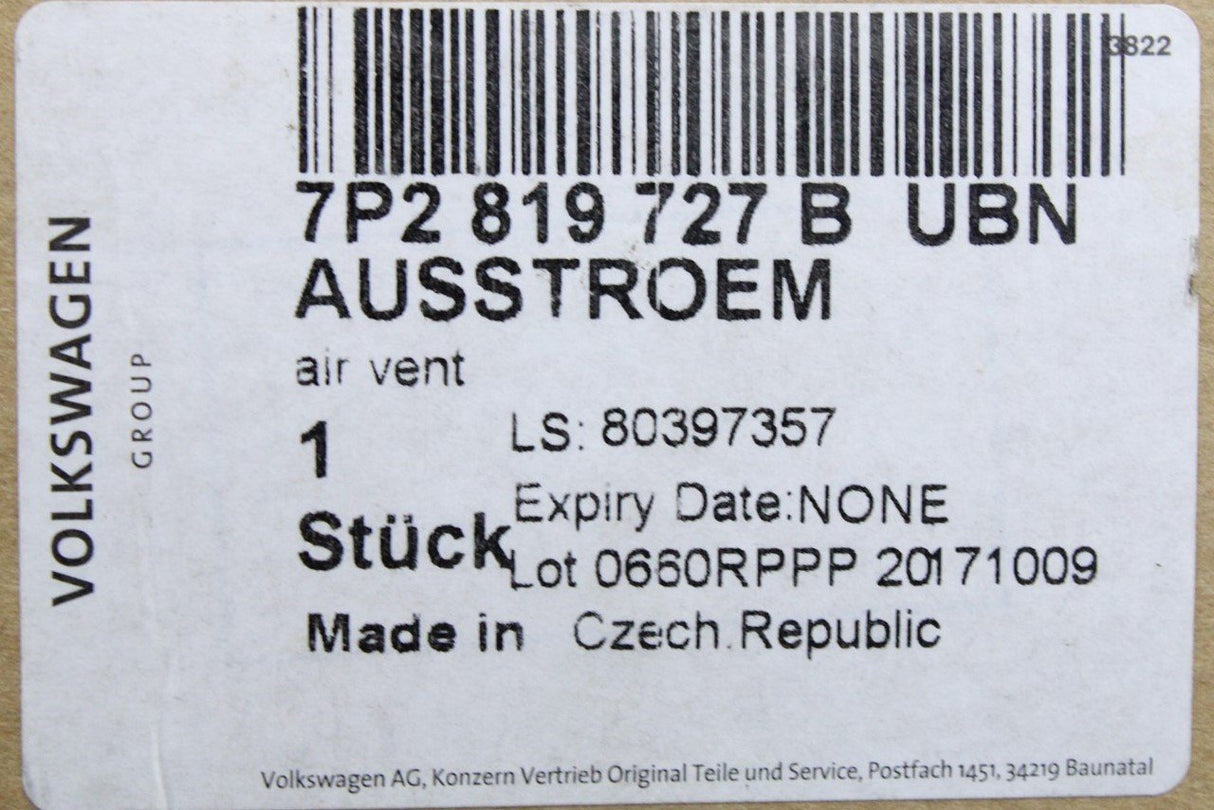 3822
7P2 819 727 B UBN
AUSSTROEM
air vent
1
LS: 80397357
Expiry Date:NONE
Stück
Lot 0660RPPP 20171009
Made in Czech.Republic
VOLKSWAGEN
GROUP
Volkswagen AG, Konzern Vertrieb Original Teile und Service, Postfach 1451, 34219 Baunatal